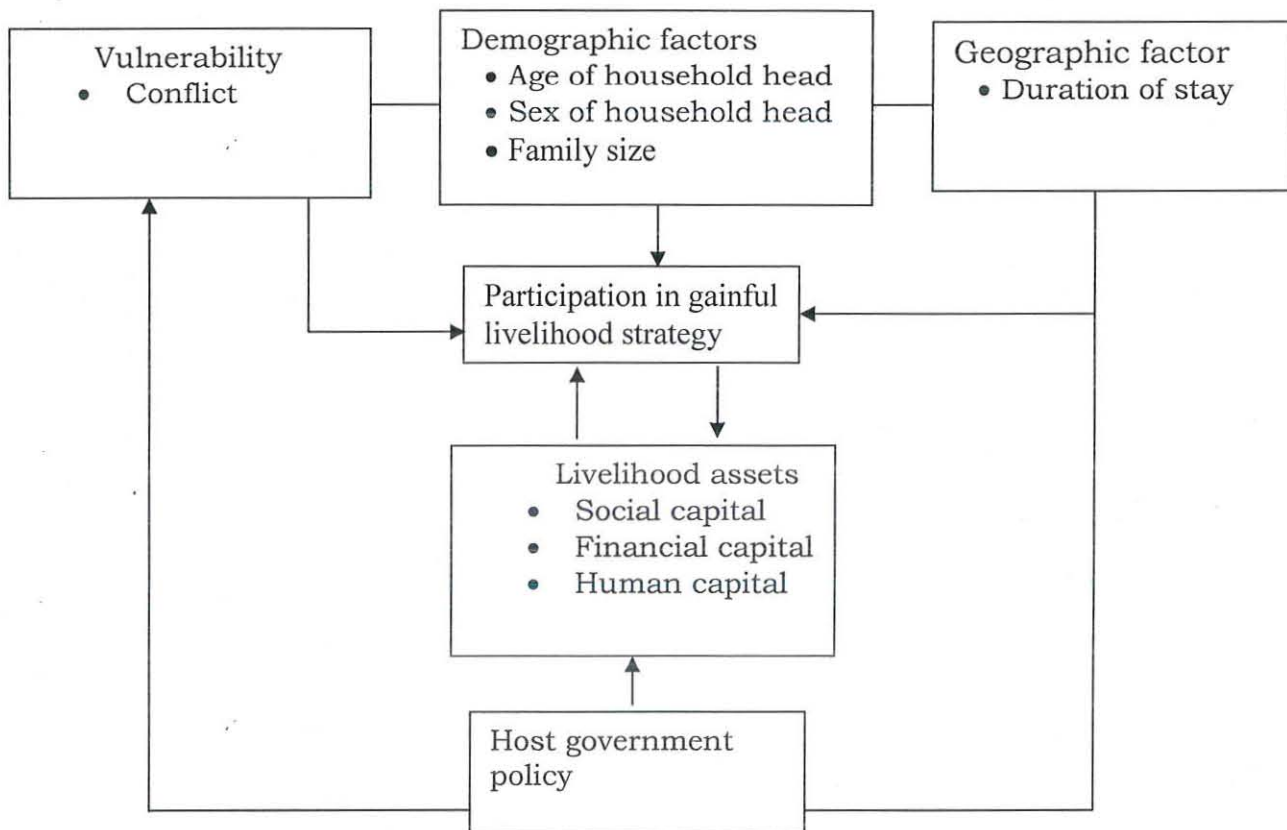 Vulnerability
• Conflict
Demographic factors
• Age of household head
• Sex of household head
• Family size
Geographic factor
• Duration of stay
Participation in gainful
livelihood strategy
Livelihood assets
• Social capital
• Financial capital
• Human capital
Host government
policy